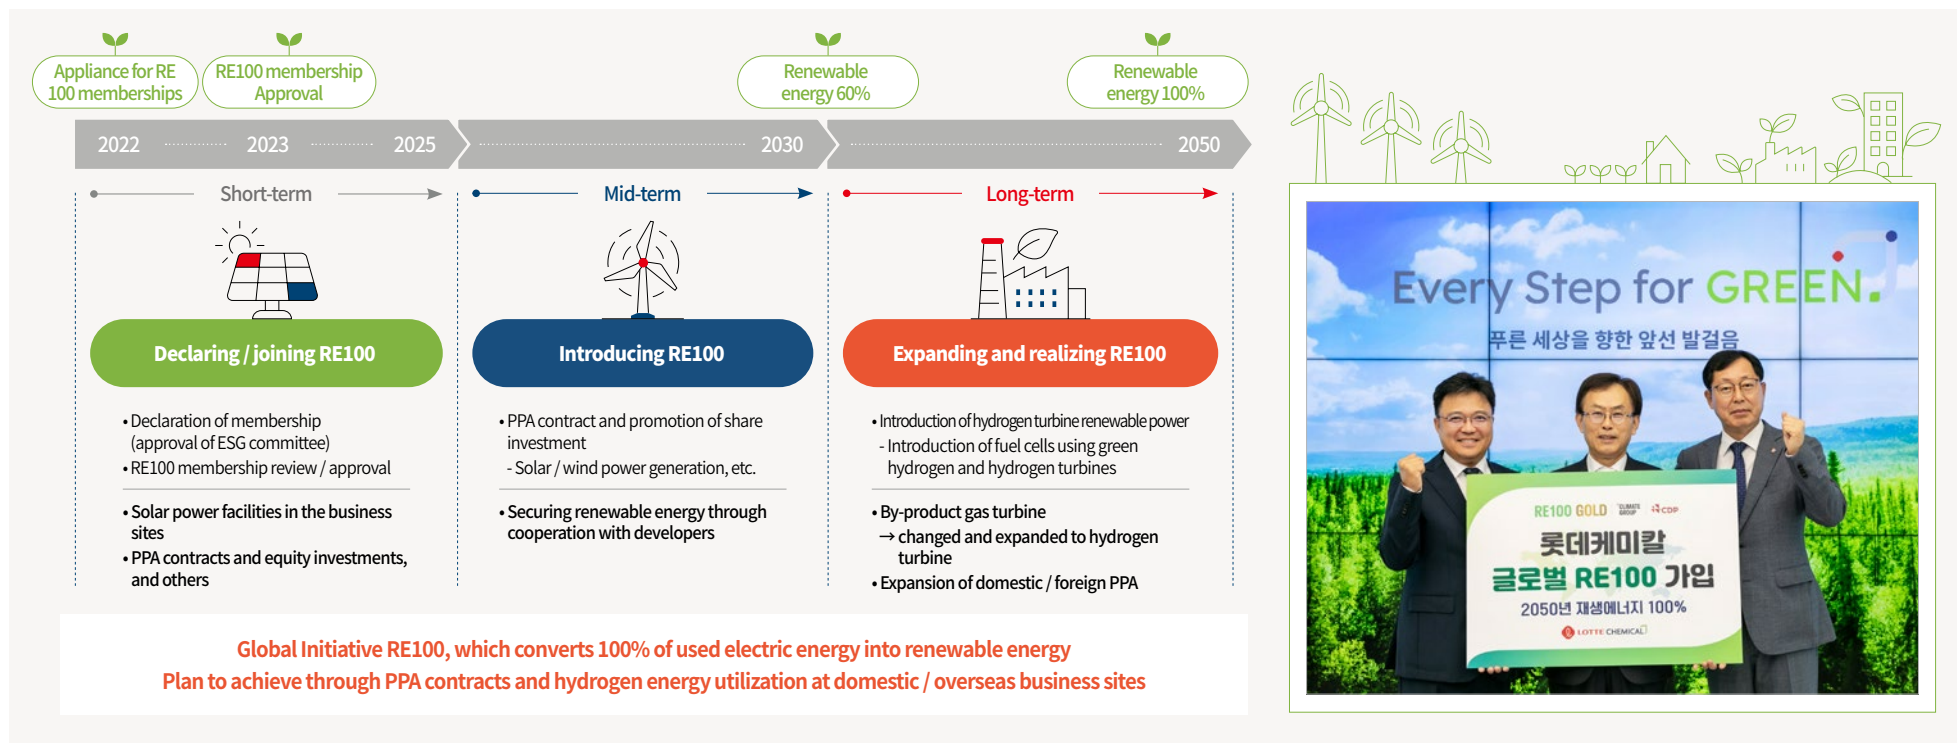 Appliance for RE
100 memberships
RE100 membership
Approval
Renewable
energy 60%
Renewable
energy 100%
2022
2023
2025
2030
2050
Short-term
Mid-term
Long-term
Declaring / joining RE100
• Declaration of membership
(approval of ESG committee)
• RE100 membership review / approval
• Solar power facilities in the business
sites
• PPA contracts and equity investments,
and others
Introducing RE100
• PPA contract and promotion of share
investment
- Solar / wind power generation, etc.
• Securing renewable energy through
cooperation with developers
Expanding and realizing RE100
• Introduction of hydrogen turbine renewable power
- Introduction of fuel cells using green
hydrogen and hydrogen turbines
• By-product gas turbine
→ changed and expanded to hydrogen
turbine
• Expansion of domestic / foreign PPA
Global Initiative RE100, which converts 100% of used electric energy into renewable energy
Plan to achieve through PPA contracts and hydrogen energy utilization at domestic / overseas business sites
Every Step for GREEN
푸른 세상을 향한 앞선 발걸음
RE100 GOLD
°CLIMATE
GROUP
CDP
롯데케미칼
글로벌 RE100 가입
2050년 재생에너지 100%
LOTTE CHEMICAL